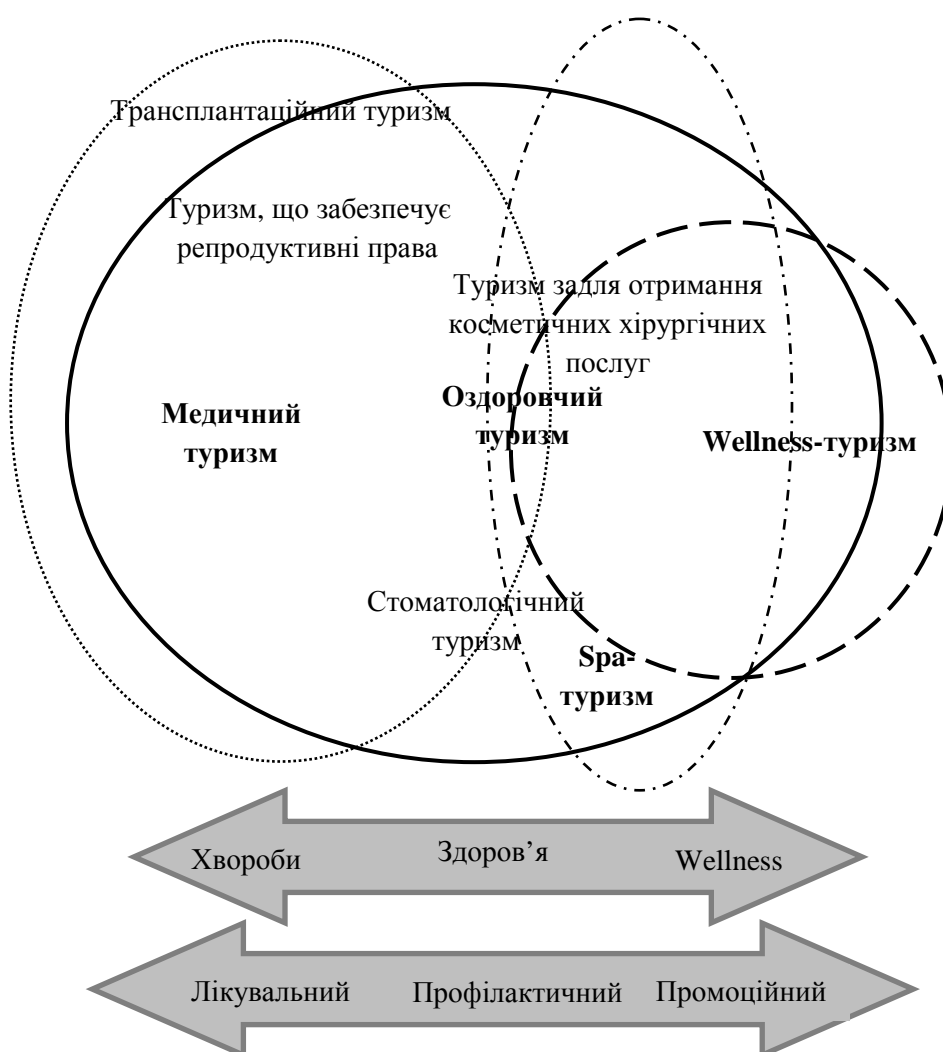 Трансплантаційний туризм
Туризм, що забезпечує
репродуктивні права
Туризм задля отримання
косметичних хірургічних
послуг
Оздоровчий
туризм
Медичний
туризм
Wellness-туризм
Стоматологічний
туризм
Spa-
туризм
Хвороби
Здоров’я
Wellness
Лікувальний
Профілактичний
Промоційний